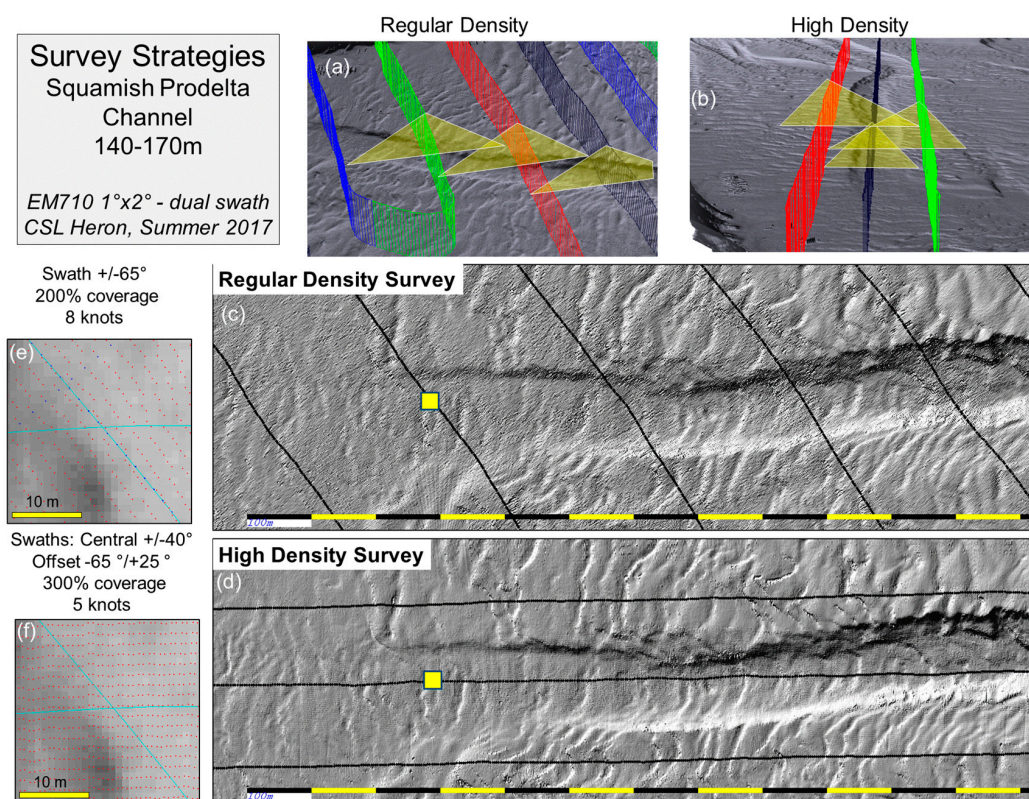 Survey Strategies
Squamish Prodelta
Channel
140-170m
EM710 1°x2° - dual swath
CSL Heron, Summer 2017
Regular Density
(a)
High Density
(b)
Swath +/-65°
200% coverage
8 knots
(e)
10 m
Regular Density Survey
(c)
100m
Swaths: Central +/-40°
Offset -65 °/+25 °
300% coverage
5 knots
(f)
10 m
High Density Survey
(d)
100m